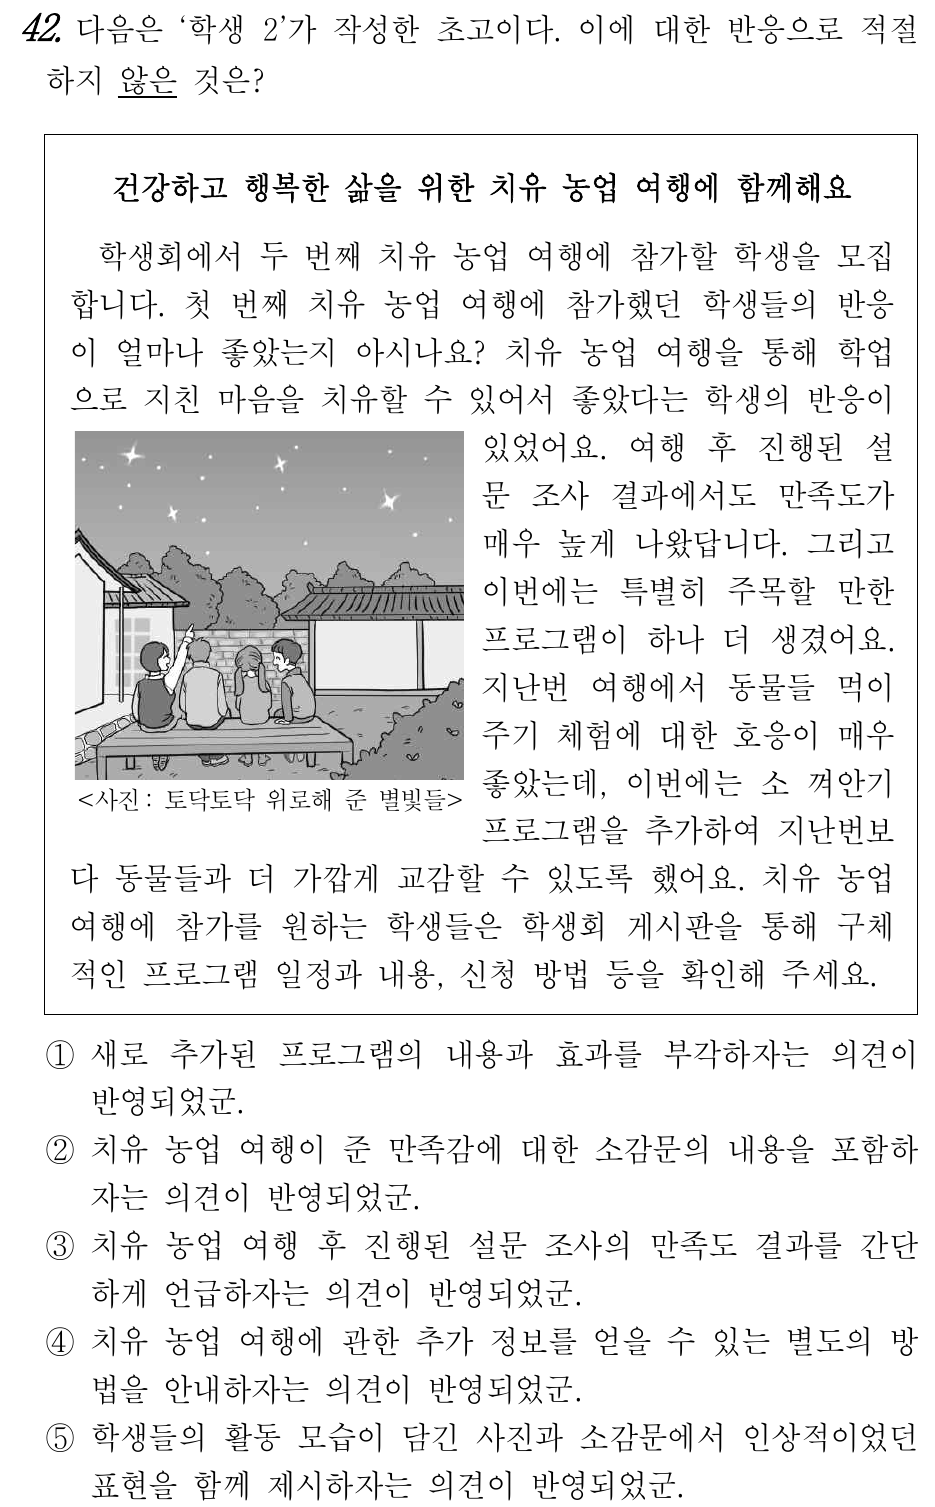 42. 다음은 ‘학생 2’가 작성한 초고이다. 이에 대한 반응으로 적절
하지 않은 것은?
건강하고 행복한 삶을 위한 치유 농업 여행에 함께해요
학생회에서 두 번째 치유 농업 여행에 참가할 학생을 모집
합니다. 첫 번째 치유 농업 여행에 참가했던 학생들의 반응
이 얼마나 좋았는지 아시나요? 치유 농업 여행을 통해 학업
으로 지친 마음을 치유할 수 있어서 좋았다는 학생의 반응이
있었어요. 여행 후 진행된 설
문 조사 결과에서도 만족도가
매우 높게 나왔답니다. 그리고
이번에는 특별히 주목할 만한
프로그램이 하나 더 생겼어요.
지난번 여행에서 동물들 먹이
주기 체험에 대한 호응이 매우
좋았는데, 이번에는 소 껴안기
프로그램을 추가하여 지난번보
<사진 : 토닥토닥 위로해 준 별빛들>
다 동물들과 더 가깝게 교감할 수 있도록 했어요. 치유 농업
여행에 참가를 원하는 학생들은 학생회 게시판을 통해 구체
적인 프로그램 일정과 내용, 신청 방법 등을 확인해 주세요.
① 새로 추가된 프로그램의 내용과 효과를 부각하자는 의견이
반영되었군.
② 치유 농업 여행이 준 만족감에 대한 소감문의 내용을 포함하
자는 의견이 반영되었군.
③ 치유 농업 여행 후 진행된 설문 조사의 만족도 결과를 간단
하게 언급하자는 의견이 반영되었군.
④ 치유 농업 여행에 관한 추가 정보를 얻을 수 있는 별도의 방
법을 안내하자는 의견이 반영되었군.
⑤ 학생들의 활동 모습이 담긴 사진과 소감문에서 인상적이었던
표현을 함께 제시하자는 의견이 반영되었군.